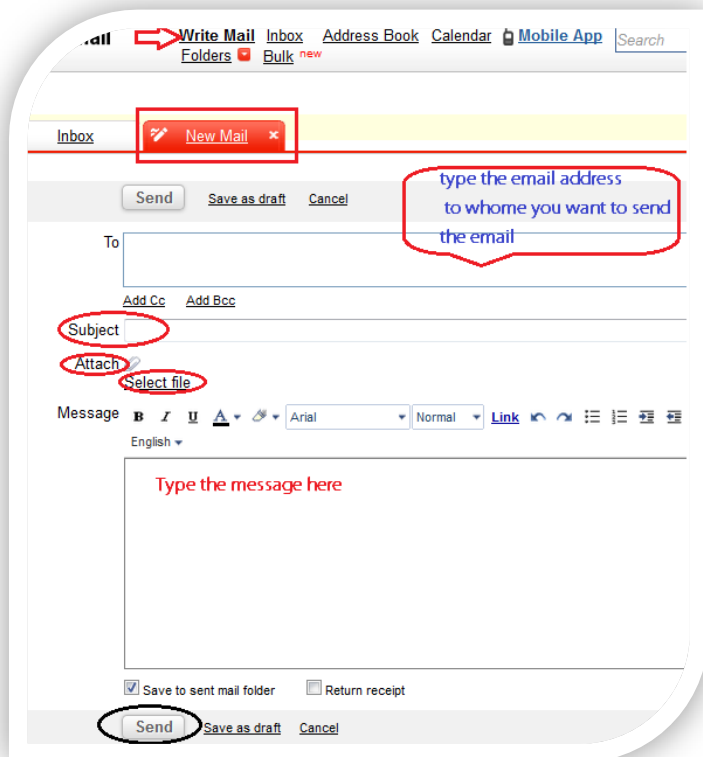 Write Mail Inbox Address Book Calendar Mobile App Search
Folders Bulk new
Inbox New Mail
Send Save as draft Cancel
type the email address
to whome you want to send
the email
To
Add Cc Add Bcc
Subject
Attach
Select file
Message B I U A Arial Normal Link
English
Type the message here
Save to sent mail folder Return receipt
Send Save as draft Cancel